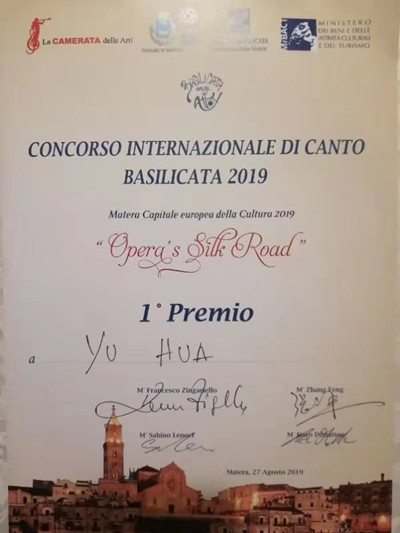 La CAMERATA delle Arti
MiBACT
MINISTERO
DEI BENI E DELLE
ATTIVITÀ CULTURALI
E DEL TURISMO
BASILICATA
CONCORSO INTERNAZIONALE DI CANTO
BASILICATA 2019
Matera Capitale europea della Cultura 2019
"Opera's Silk Road"
1° Premio
a YU HUA
M° Francesco Zingariello M° Zhang Feng
M° Sabino Lenoci M°
Matera, 27 Agosto 2019